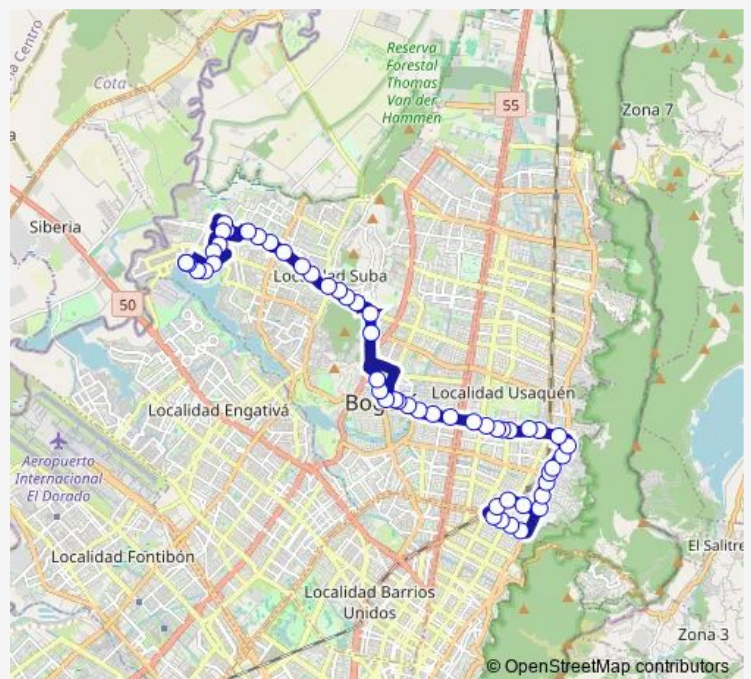 a Centro
Cota
Reserva
Forestal
Thomas
Van der
Hammen
55
Zona 7
Siberia
50
Suba
Localidad Usaquén
Localidad Engativá
Bog
Aeropuerto
Internacional
El Dorado
Localidad Fontibón
El Salitre
Localidad Barrios
Unidos
Zona 3
© OpenStreetMap contributors